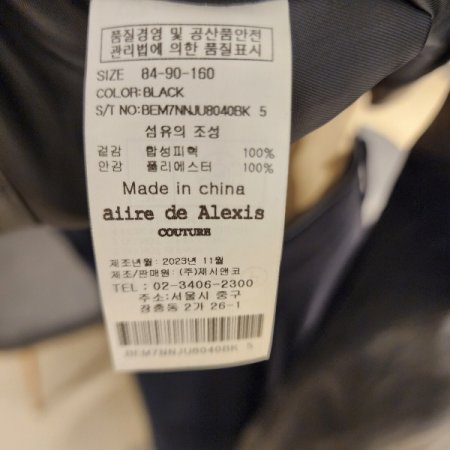 품질경영 및 공산품안전
관리법에 의한 품질표시
SIZE 84-90-160
COLOR:BLACK
S/T NO:BEM7NNJU8040BK 5
섬유의 조성
겉감 합성피혁 100%
안감 폴리에스터 100%
Made in china
aiire de Alexis
COUTURE
제조년월: 2023년 11월
제조/판매원: (주)제시앤코
TEL: 02-3406-2300
주소:서울시 중구
장충동 2가 26-1
BEM7NNJU8040BK 5